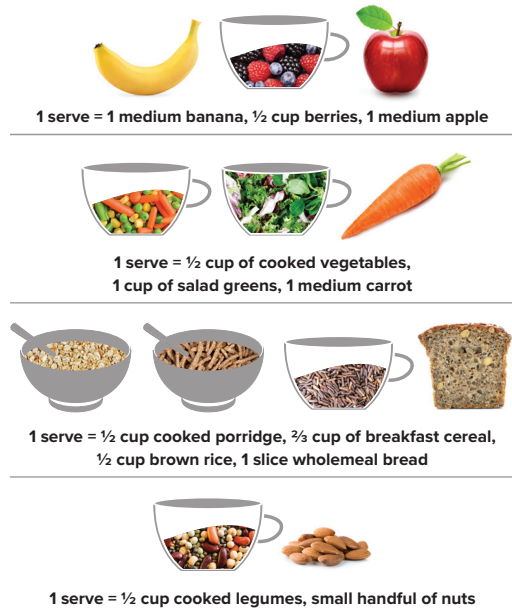 1 serve = 1 medium banana, ½ cup berries, 1 medium apple
1 serve = ½ cup of cooked vegetables,
1 cup of salad greens, 1 medium carrot
1 serve = ½ cup cooked porridge, ⅔ cup of breakfast cereal,
½ cup brown rice, 1 slice wholemeal bread
1 serve = ½ cup cooked legumes, small handful of nuts